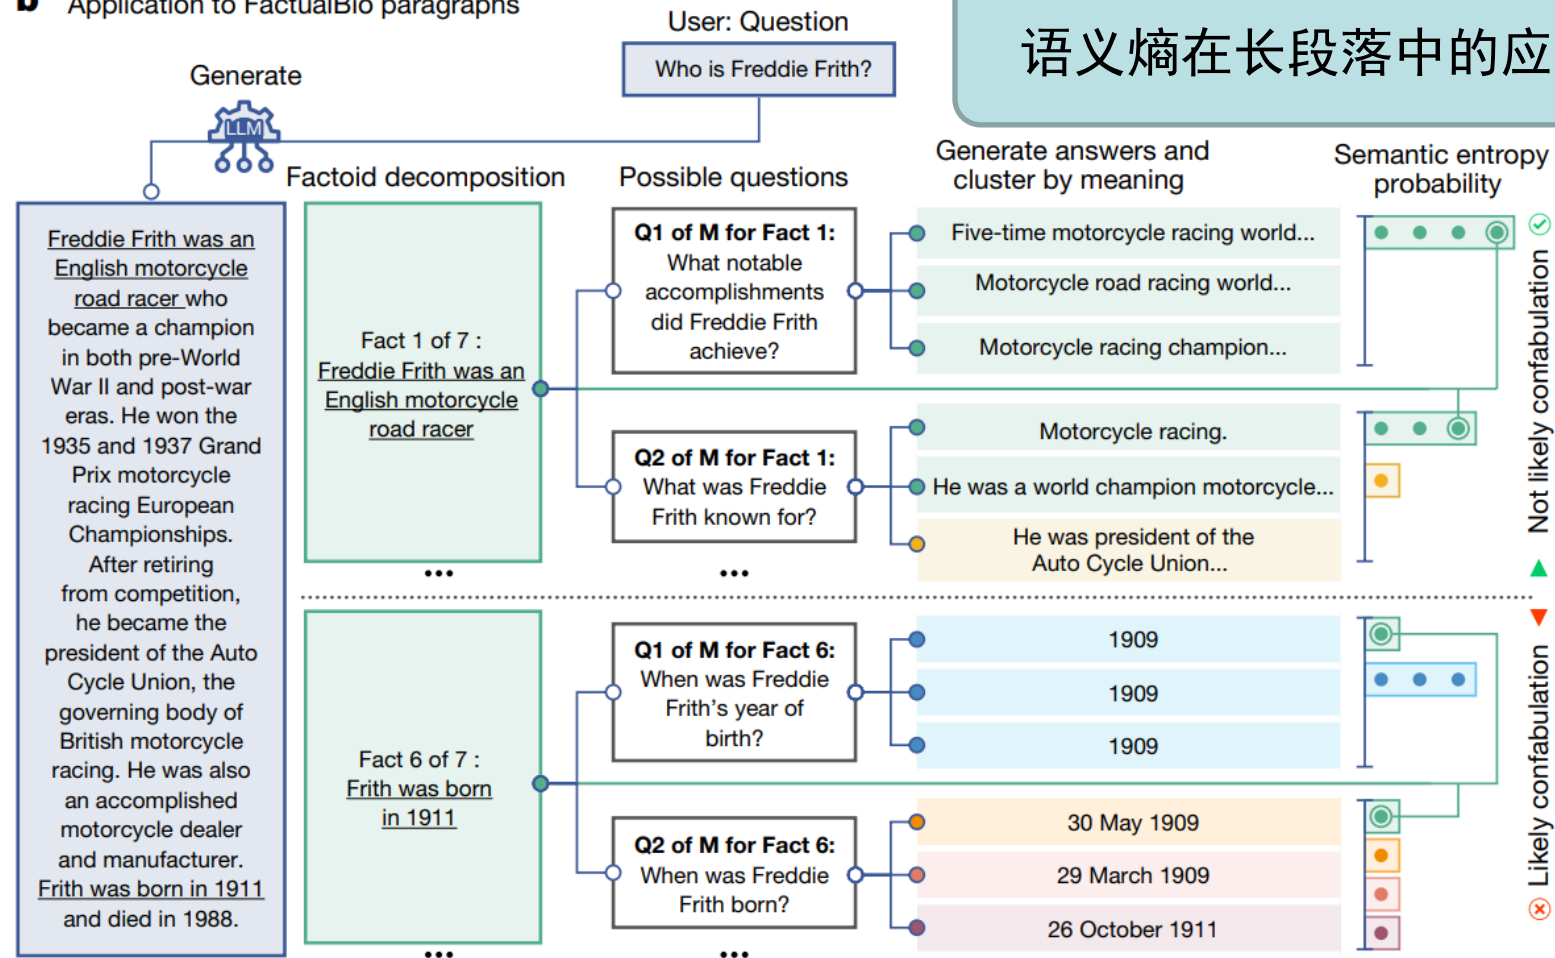 b Application to FactualBio paragraphs
语义熵在长段落中的应
User: Question
Who is Freddie Frith?
Generate
LLM
Factoid decomposition
Possible questions
Generate answers and
cluster by meaning
Semantic entropy
probability
Freddie Frith was an
English motorcycle
road racer who
became a champion
in both pre-World
War II and post-war
eras. He won the
1935 and 1937 Grand
Prix motorcycle
racing European
Championships.
After retiring
from competition,
he became the
president of the Auto
Cycle Union, the
governing body of
British motorcycle
racing. He was also
an accomplished
motorcycle dealer
and manufacturer.
Frith was born in 1911
and died in 1988.
Fact 1 of 7 :
Freddie Frith was an
English motorcycle
road racer
•••
Q1 of M for Fact 1:
What notable
accomplishments
did Freddie Frith
achieve?
Five-time motorcycle racing world...
Motorcycle road racing world...
Motorcycle racing champion...
Q2 of M for Fact 1:
What was Freddie
Frith known for?
•••
Motorcycle racing.
He was a world champion motorcycle...
He was president of the
Auto Cycle Union...
Not likely confabulation
Fact 6 of 7 :
Frith was born
in 1911
•••
Q1 of M for Fact 6:
When was Freddie
Frith's year of
birth?
1909
1909
1909
Q2 of M for Fact 6:
When was Freddie
Frith born?
•••
30 May 1909
29 March 1909
26 October 1911
Likely confabulation